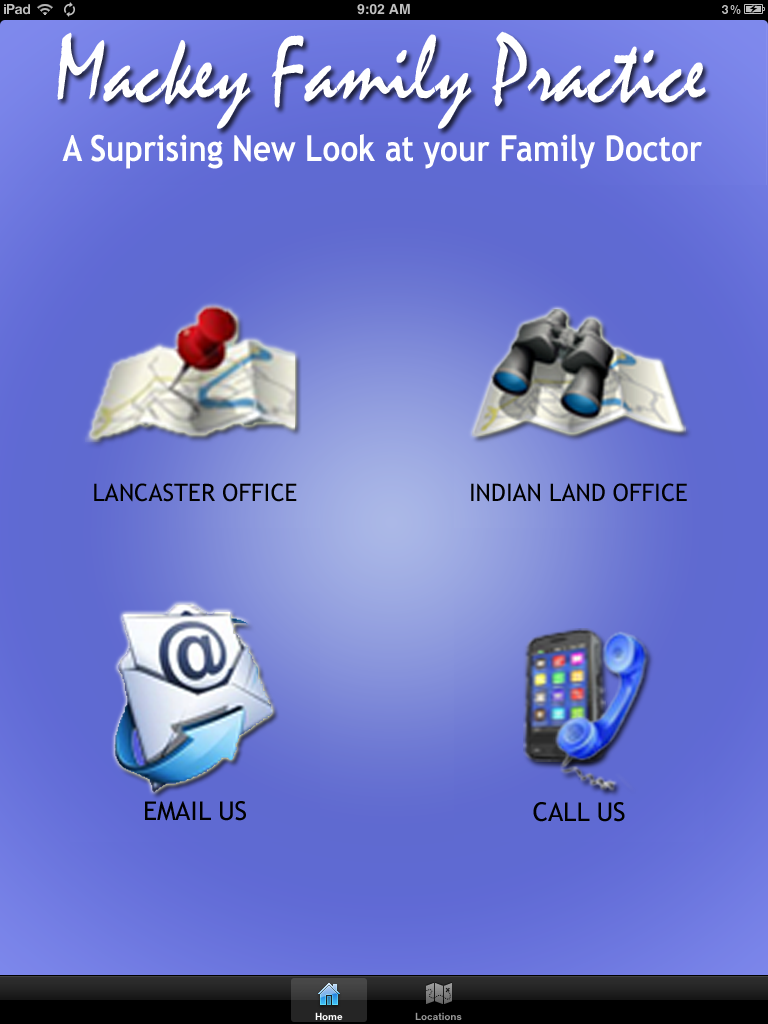 iPad 9:02 AM 3%
Mackey Family Practice
A Suprising New Look at your Family Doctor
LANCASTER OFFICE INDIAN LAND OFFICE
@
EMAIL US CALL US
Home Locations